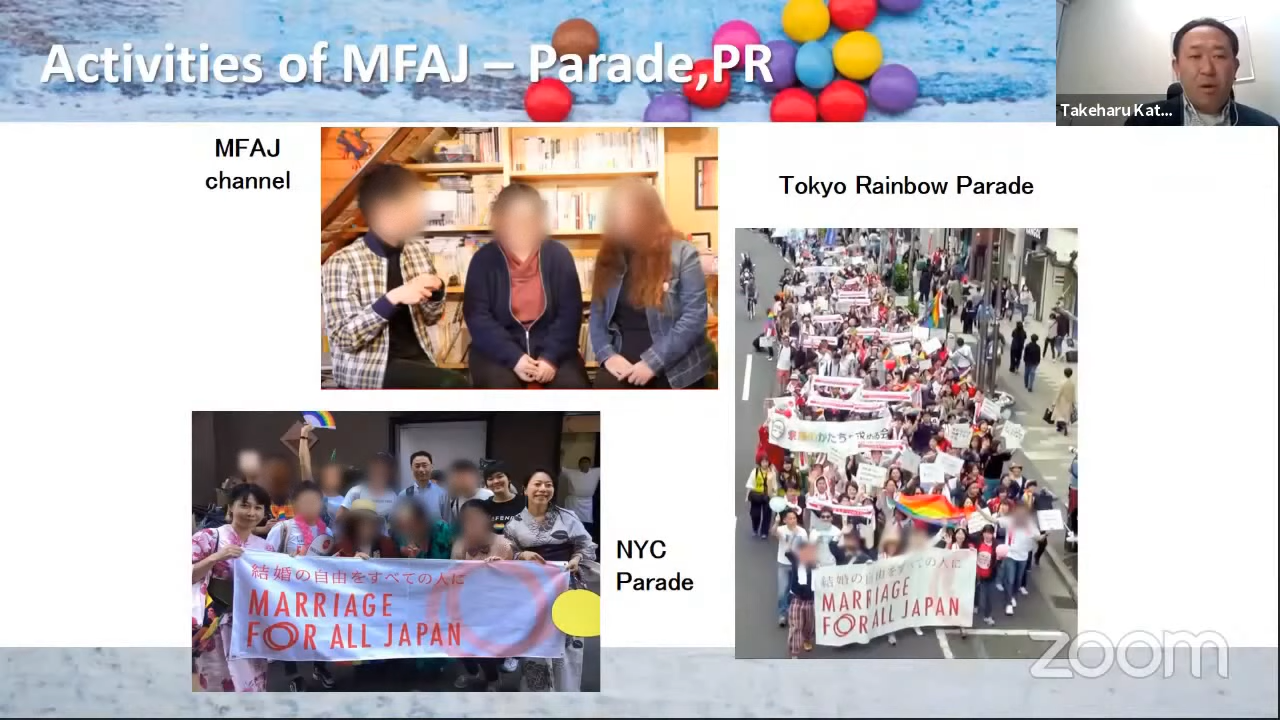 Activities of MFAJ – Parade,PR
Takeharu Kat...
MFAJ
channel
Tokyo Rainbow Parade
結婚の自由をすべての人に
MARRIAGE
FOR ALL JAPAN
NYC
Parade
結婚の自由をすべての人に
MARRIAGE
FOR ALL JAPAN
zoom